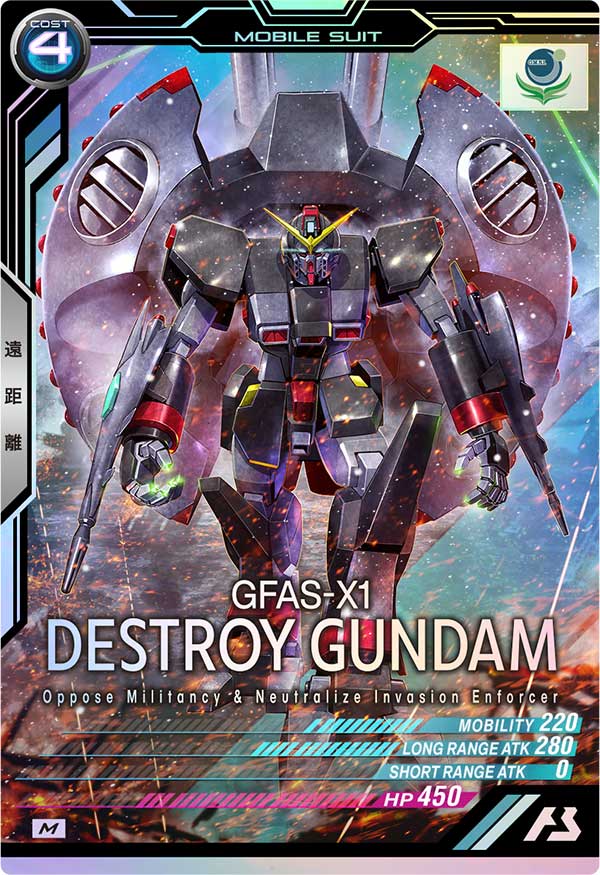 COST
4
MOBILE SUIT
遠距離
GFAS-X1
DESTROY GUNDAM
Oppose Militancy & Neutralize Invasion Enforcer
MOBILITY 220
LONG RANGE ATK 280
SHORT RANGE ATK 0
HP 450
M